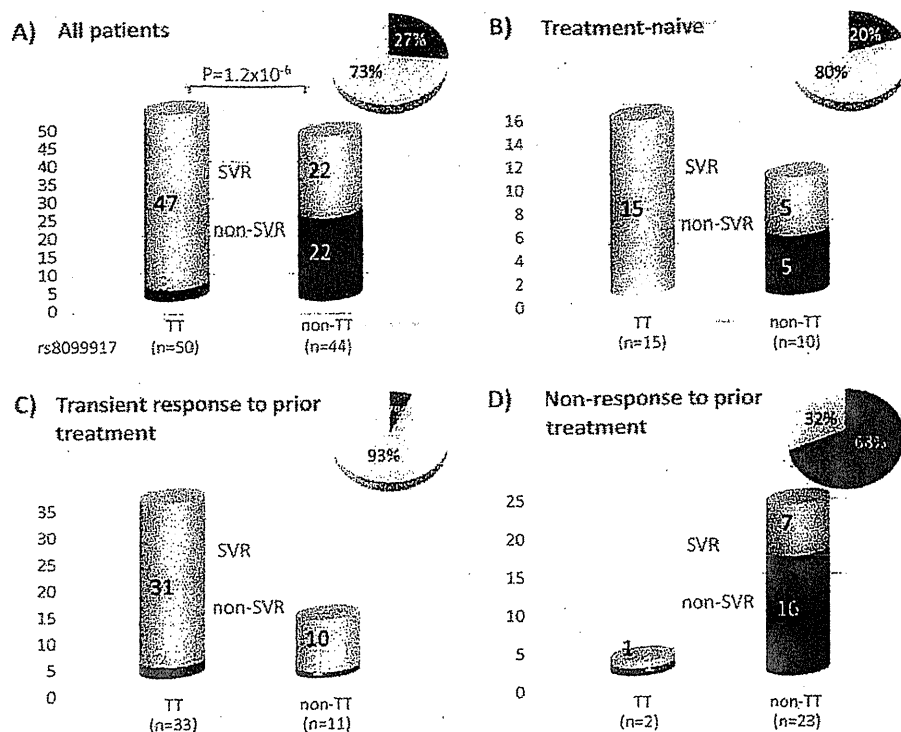 A) All patients
27%
73%
P=1.2x10-6
50
45
40
35
30
25
20
15
10
5
0
47
SVR
non-SVR
22
22
TT
non-TT
rs8099917
(n=50)
(n=44)
B) Treatment-naive
20%
80%
16
14
12
10
8
6
4
2
0
15
SVR
non-SVR
5
5
TT
non-TT
(n=15)
(n=10)
C) Transient response to prior
treatment
93%
35
30
25
20
15
10
5
0
31
SVR
non-SVR
10
TT
non-TT
(n=33)
(n=11)
D) Non-response to prior
treatment
32%
68%
25
20
15
10
5
0
1
SVR
non-SVR
7
16
TT
non-TT
(n=2)
(n=23)